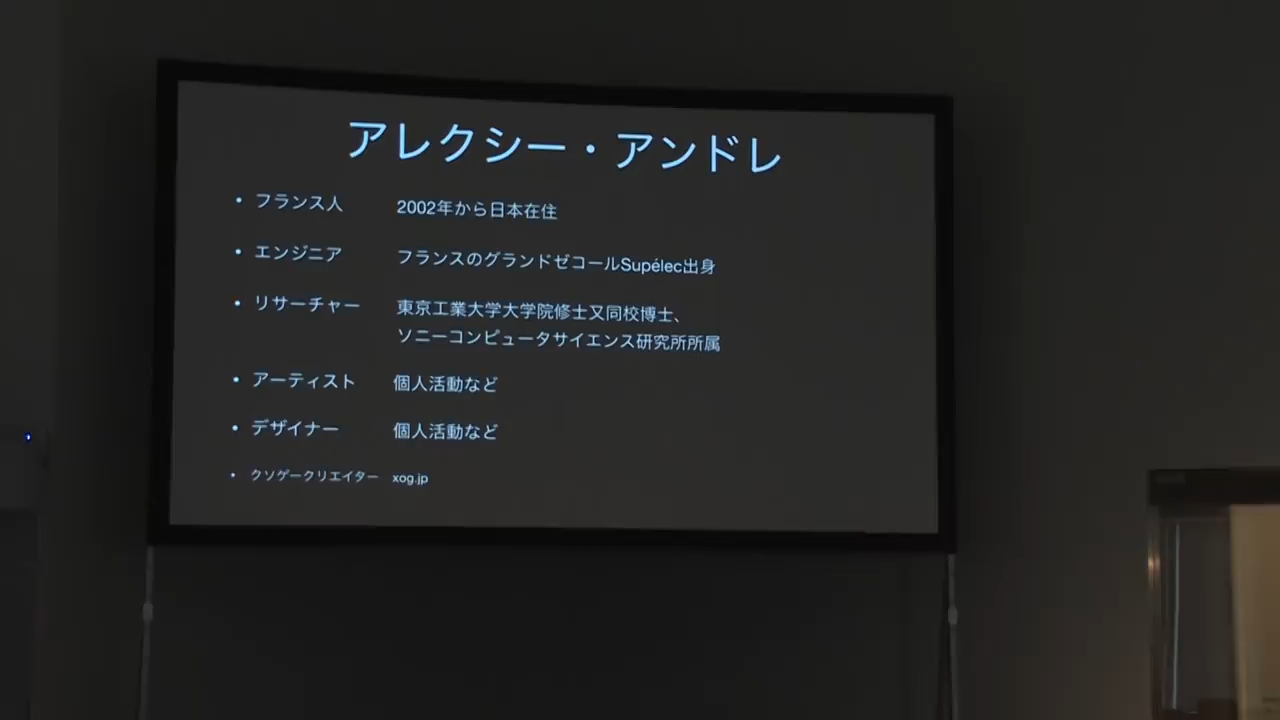 アレクシー・アンドレ
• フランス人 2002年から日本在住
• エンジニア フランスのグランドゼコールSupélec出身
• リサーチャー 東京工業大学大学院修士又同校博士、
ソニーコンピュータサイエンス研究所所属
• アーティスト 個人活動など
• デザイナー 個人活動など
• クソゲークリエイター xog.jp